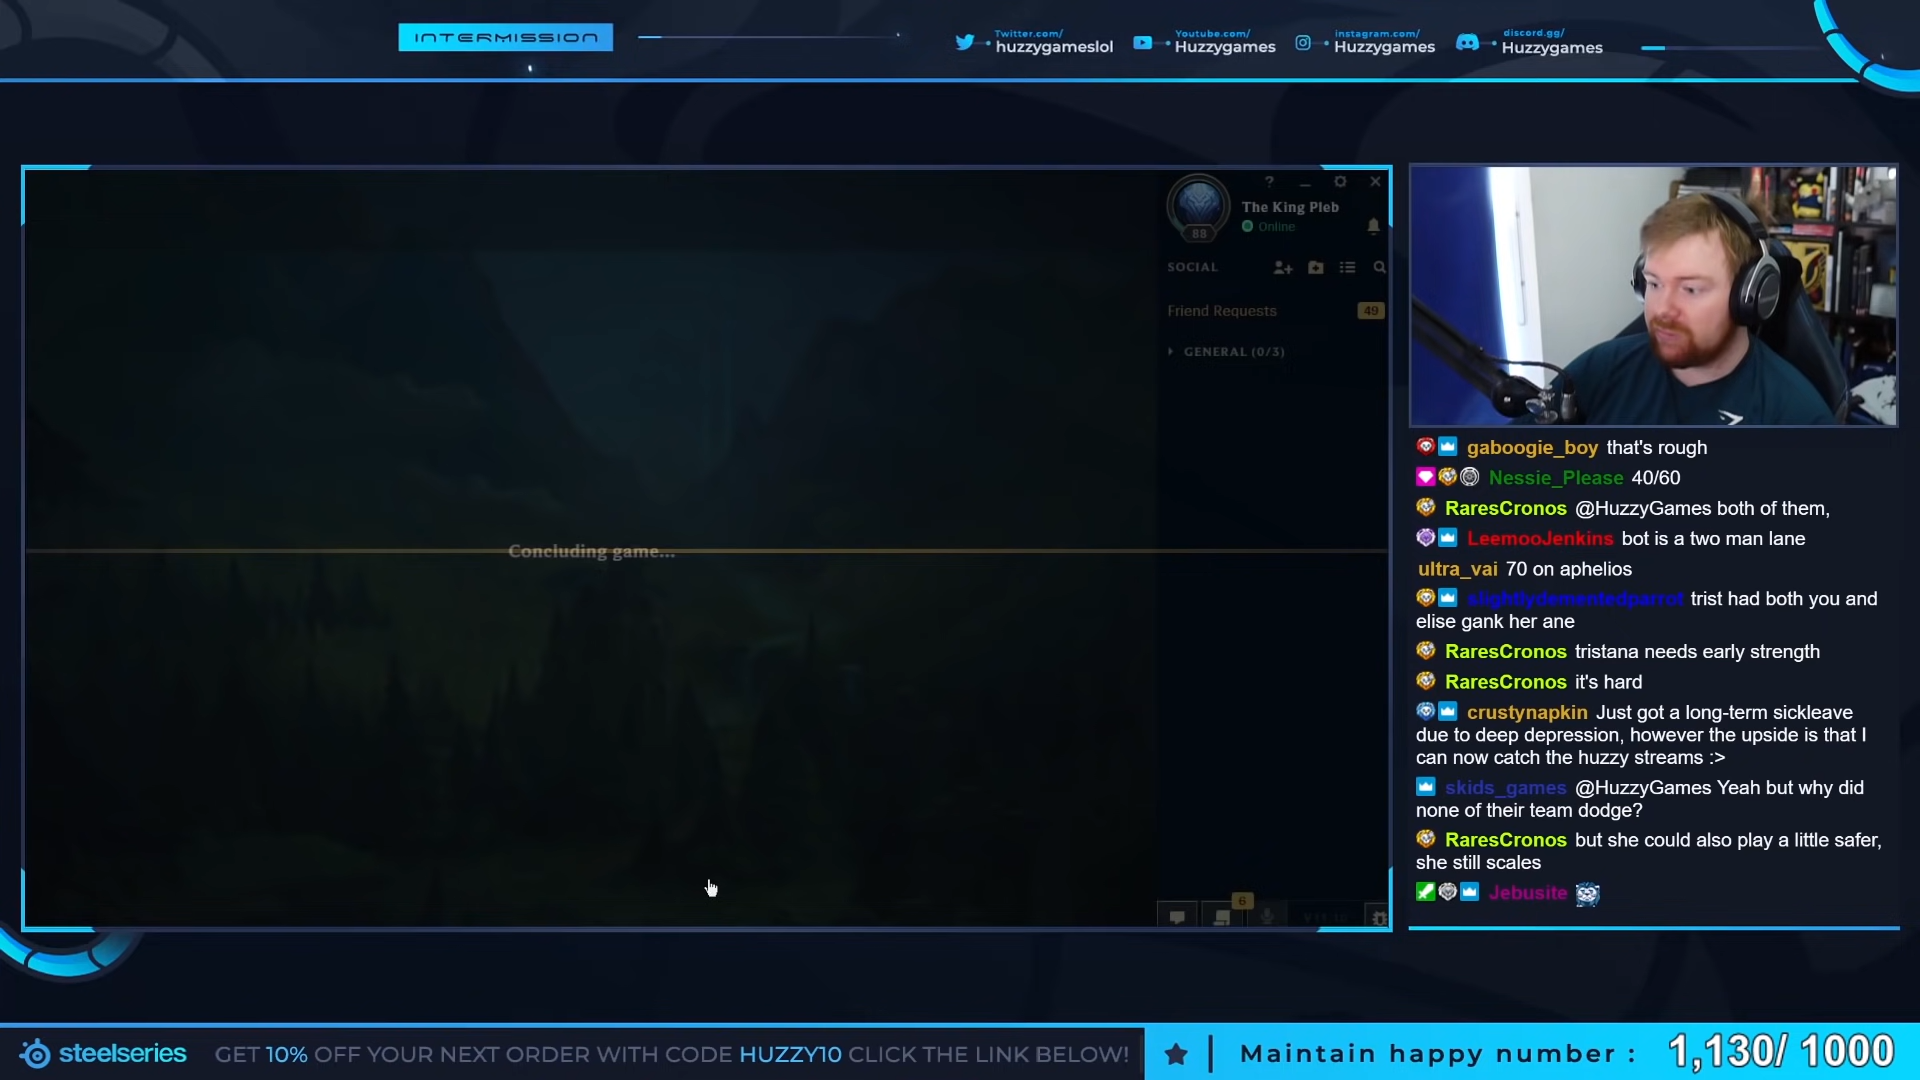 INTERMISSION
Twitter.com/
huzzygameslol
Youtube.com/
Huzzygames
instagram.com/
Huzzygames
discord.gg/
Huzzygames
?
The King Pleb
88
Online
SOCIAL
Friend Requests
49
GENERAL (0/3)
Concluding game...
6
gaboogie_boy that's rough
Nessie_Please 40/60
RaresCronos @HuzzyGames both of them,
LeemooJenkins bot is a two man lane
ultra_vai 70 on aphelios
slightlydementedparrot trist had both you and
elise gank her ane
RaresCronos tristana needs early strength
RaresCronos it's hard
crustynapkin Just got a long-term sickleave
due to deep depression, however the upside is that I
can now catch the huzzy streams :>
skids_games @HuzzyGames Yeah but why did
none of their team dodge?
RaresCronos but she could also play a little safer,
she still scales
Jebusite
steelseries
GET 10% OFF YOUR NEXT ORDER WITH CODE HUZZY10 CLICK THE LINK BELOW!
Maintain happy number :
1,130/ 1000